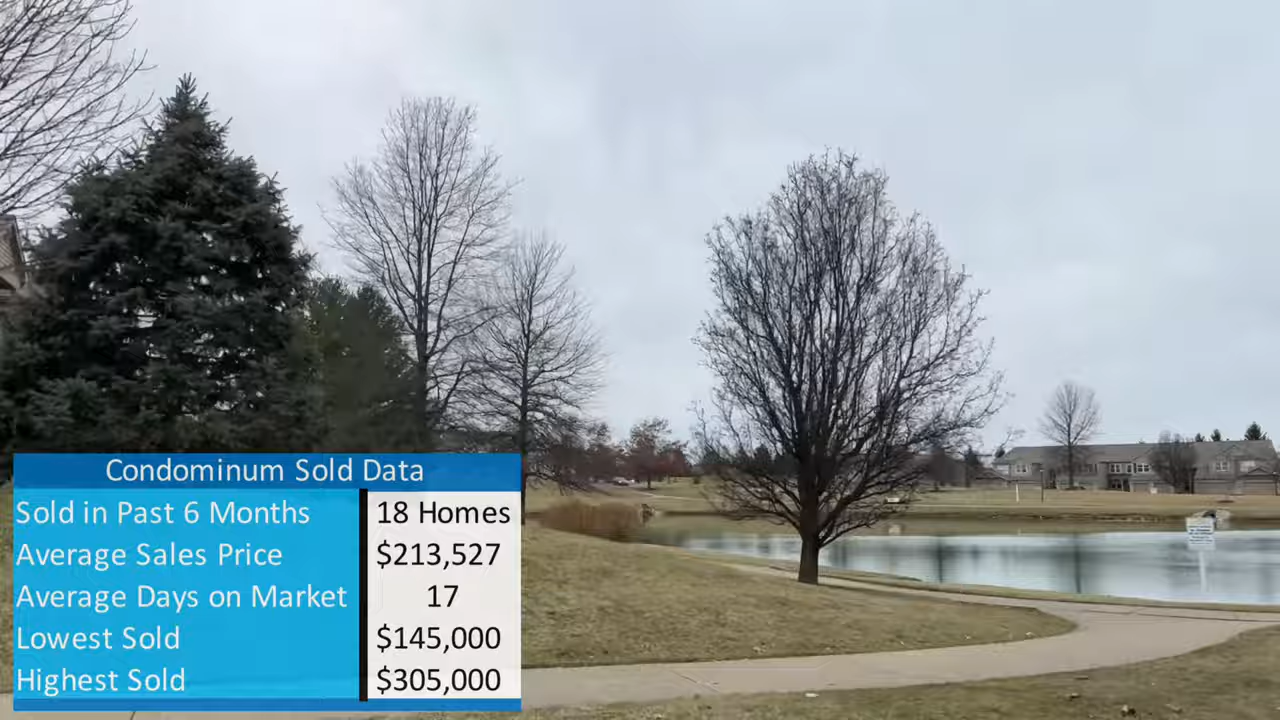 Condominum Sold Data
Sold in Past 6 Months 18 Homes
Average Sales Price $213,527
Average Days on Market 17
Lowest Sold $145,000
Highest Sold $305,000